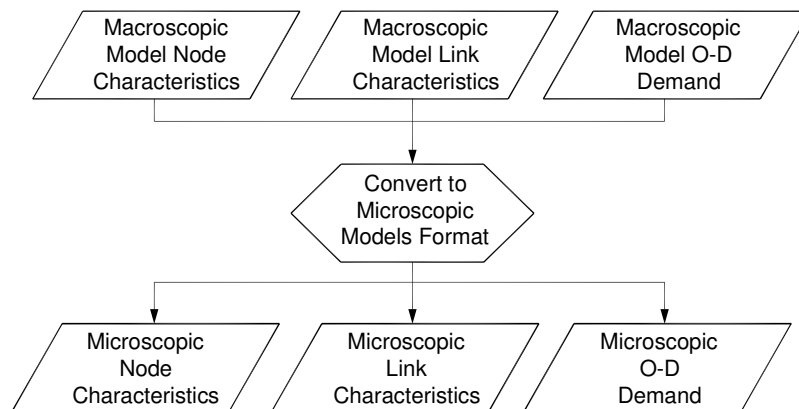 Macroscopic
Model Node
Characteristics
Macroscopic
Model Link
Characteristics
Macroscopic
Model O-D
Demand
Convert to
Microscopic
Models Format
Microscopic
Node
Characteristics
Microscopic
Link
Characteristics
Microscopic
O-D
Demand